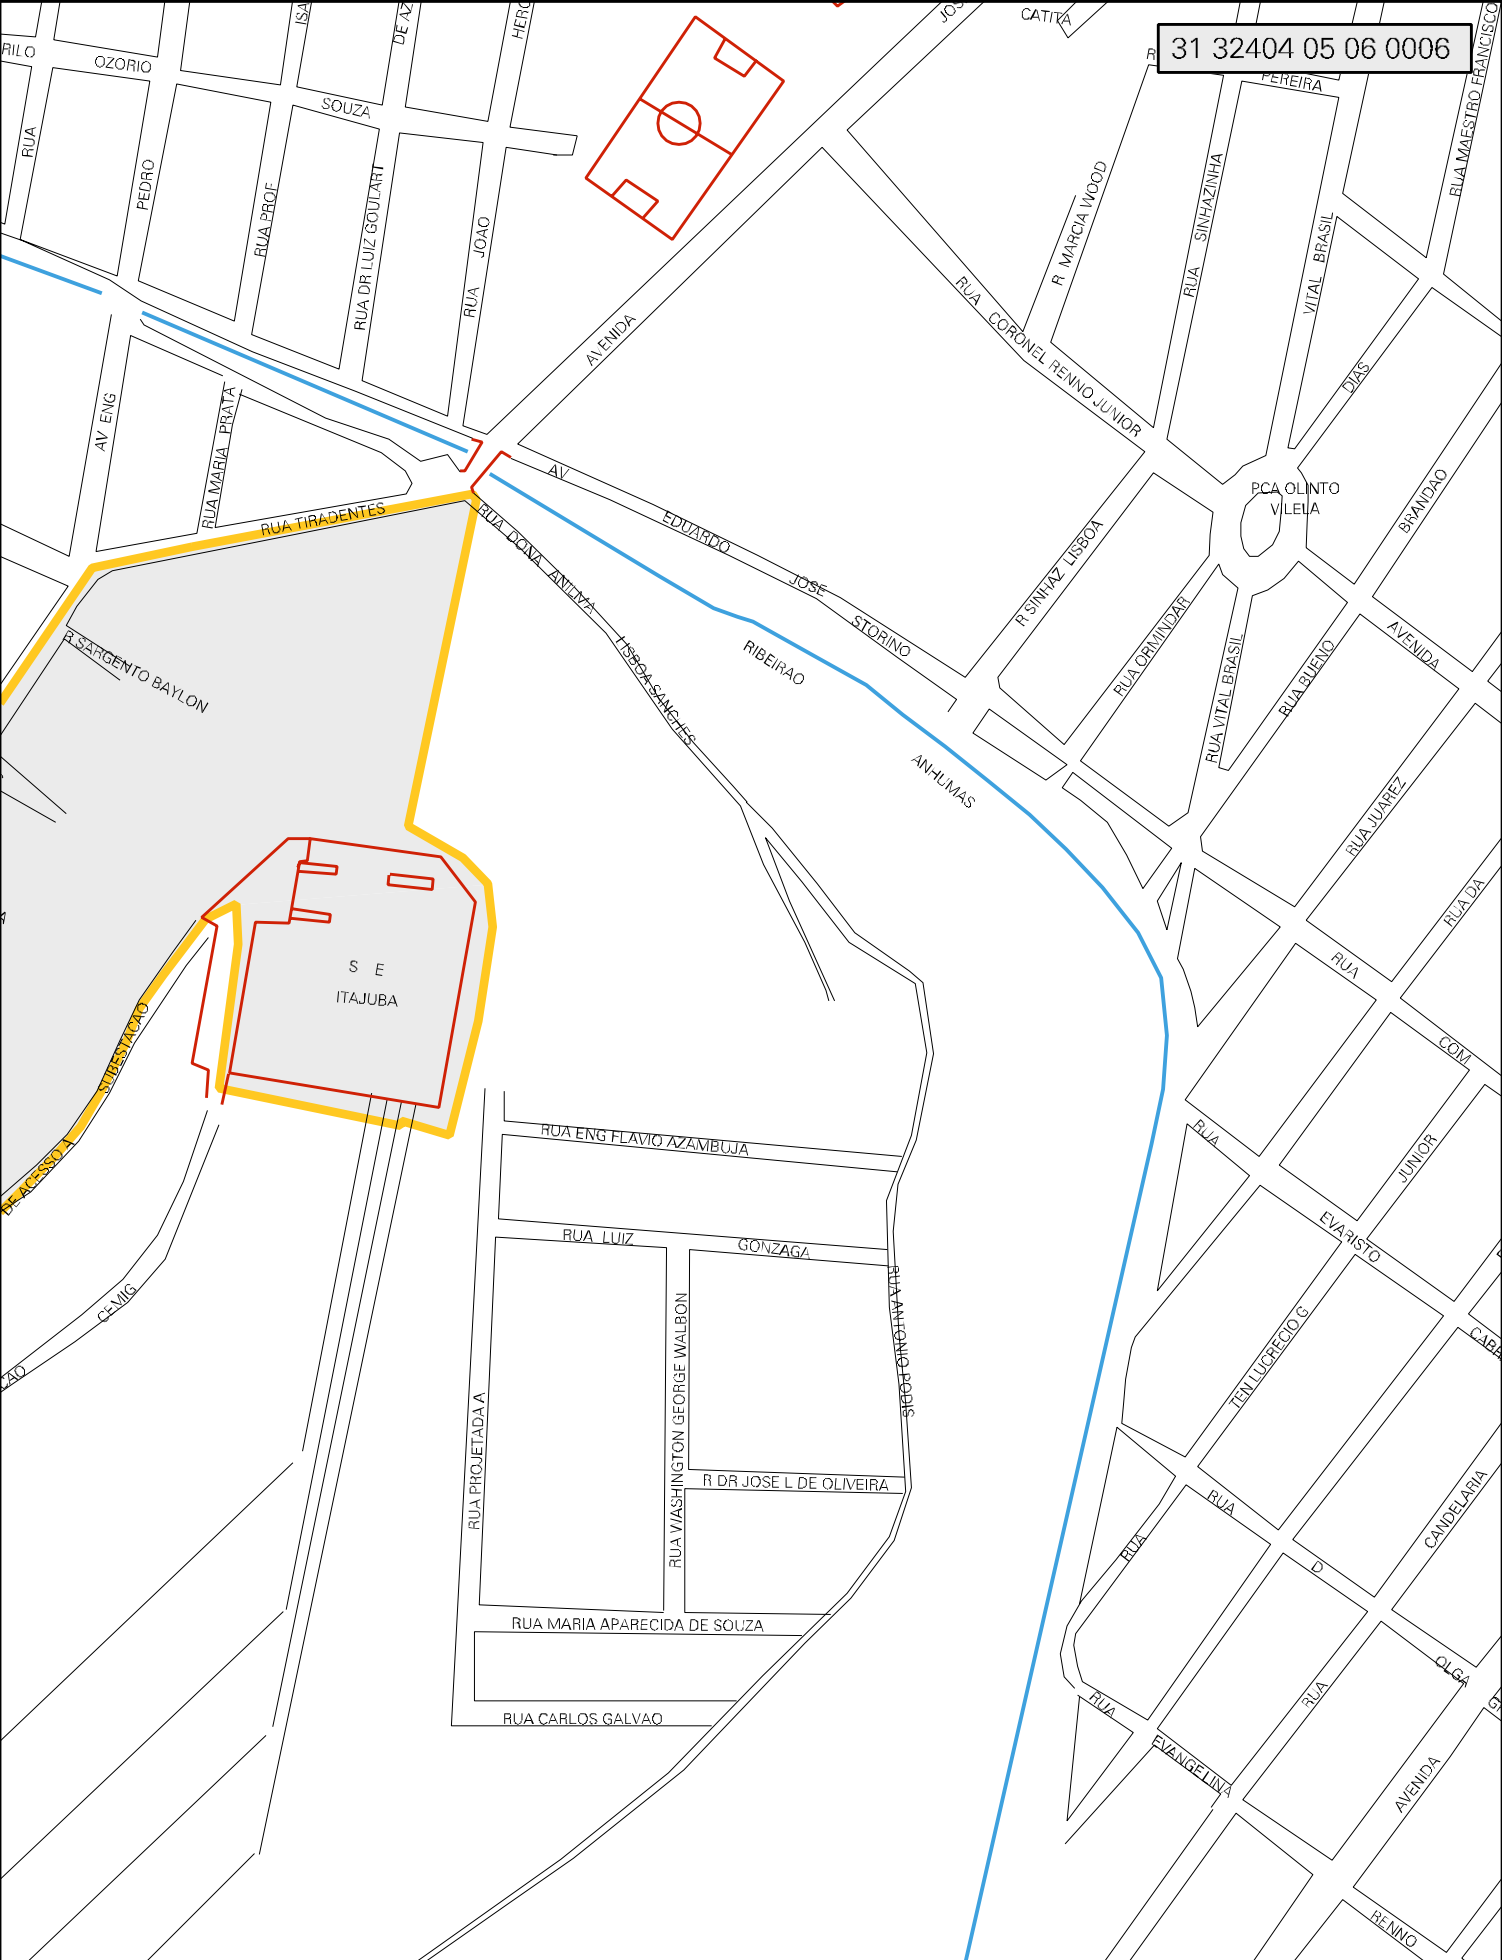 CATITA
31 32404 05 06 0006
RILO
OZORIO
SOUZA
PEREIRA
RUA MAESTRO FRANCISCO
RUA
PEDRO
RUA PROF
RUA DR LUIZ GOULART
RUA JOAO
R MARCIA WOOD
RUA SINHAZINHA
VITAL BRASIL
AVENIDA
RUA CORONEL RENNO JUNIOR
DIAS
AV ENG
RUA MARIA PRATA
RUA TIRADENTES
AV EDUARDO JOSE STORINO
PCA OLINTO
VILELA
BRANDAO
RUA DONA ANILMA LISBOA SANCHES
R SINHAZ LISBOA
RUA ORMINDAR
RUA VITAL BRASIL
RUA BUENO
AVENIDA
R SARGENTO BAYLON
RIBEIRAO ANHUMAS
RUA JUAREZ
RUA DA
S E
ITAJUBA
RUA
COM
DE ACESSO A SUBESTACAO
CEMIG
CAO
RUA ENG FLAVIO AZAMBUJA
RUA
JUNIOR
EVARISTO
RUA LUIZ GONZAGA
RUA ANTONIO PODIS
RUA WASHINGTON GEORGE WALBON
RUA PROJETADA A
TEN LUCRECIO G
R DR JOSE L DE OLIVEIRA
RUA
D
OLGA
RUA
CANDELARIA
RUA MARIA APARECIDA DE SOUZA
RUA CARLOS GALVAO
RUA
EVANGELINA
RUA
AVENIDA
RENNO